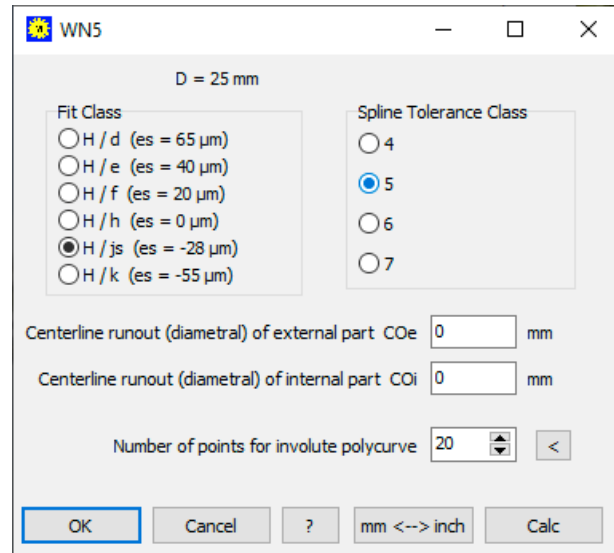 WN5
D = 25 mm
Fit Class
H / d (es = 65 µm)
H / e (es = 40 µm)
H / f (es = 20 µm)
H / h (es = 0 µm)
H / js (es = -28 µm)
H / k (es = -55 µm)
Spline Tolerance Class
4
5
6
7
Centerline runout (diametral) of external part COe 0 mm
Centerline runout (diametral) of internal part COi 0 mm
Number of points for involute polycurve 20 <
OK Cancel ? mm <--> inch Calc